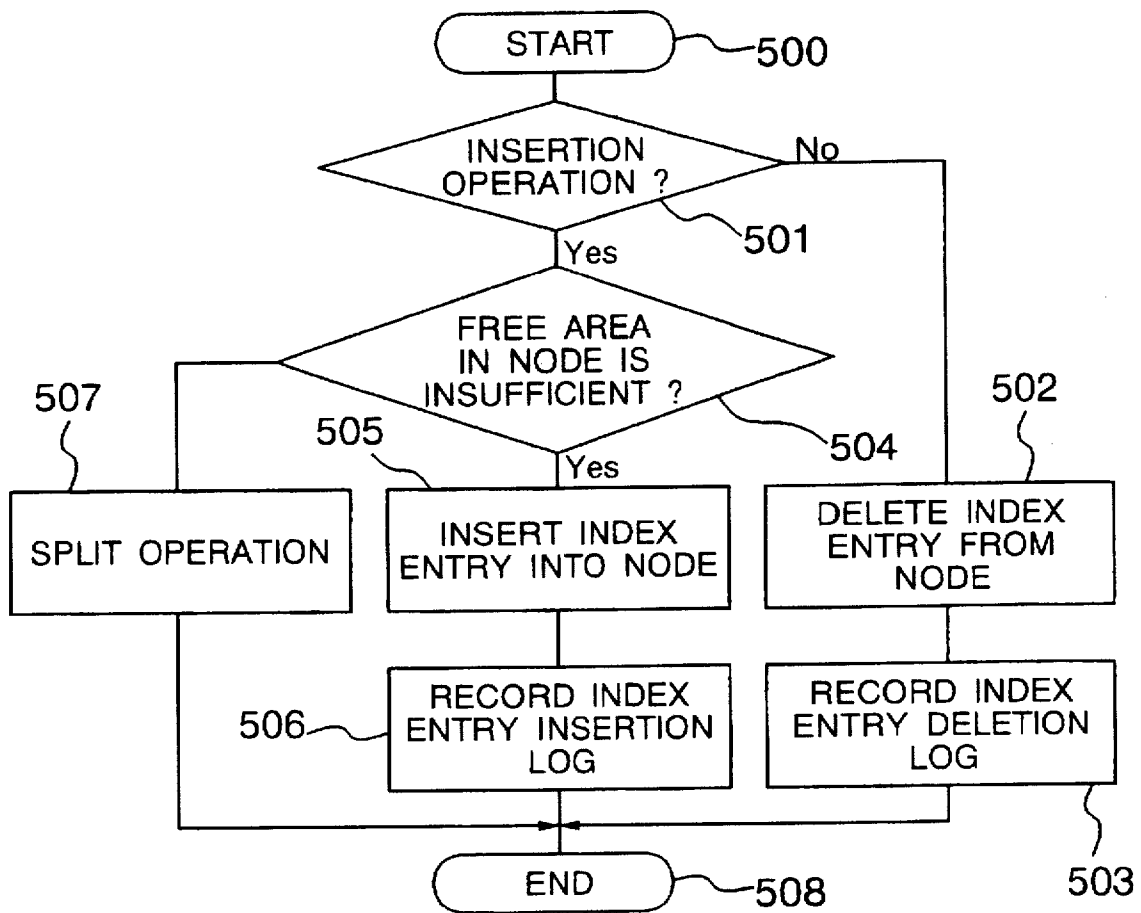 START
500
INSERTION
OPERATION ?
No
501
Yes
FREE AREA
IN NODE IS
INSUFFICIENT ?
504
507
505
Yes
502
SPLIT OPERATION
INSERT INDEX
ENTRY INTO NODE
DELETE INDEX
ENTRY FROM
NODE
506
RECORD INDEX
ENTRY INSERTION
LOG
RECORD INDEX
ENTRY DELETION
LOG
503
END
508